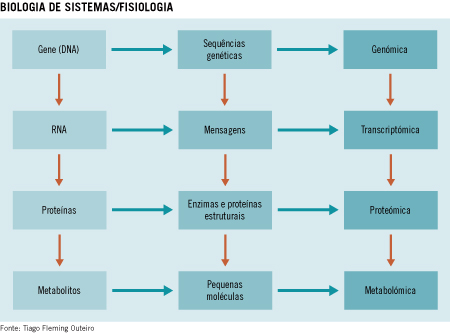 BIOLOGIA DE SISTEMAS/FISIOLOGIA
Gene (DNA)
Sequências
genéticas
Genómica
RNA
Mensagens
Transcriptómica
Proteínas
Enzimas e proteínas
estruturais
Proteómica
Metabolitos
Pequenas
moléculas
Metabolómica
Fonte: Tiago Fleming Outeiro